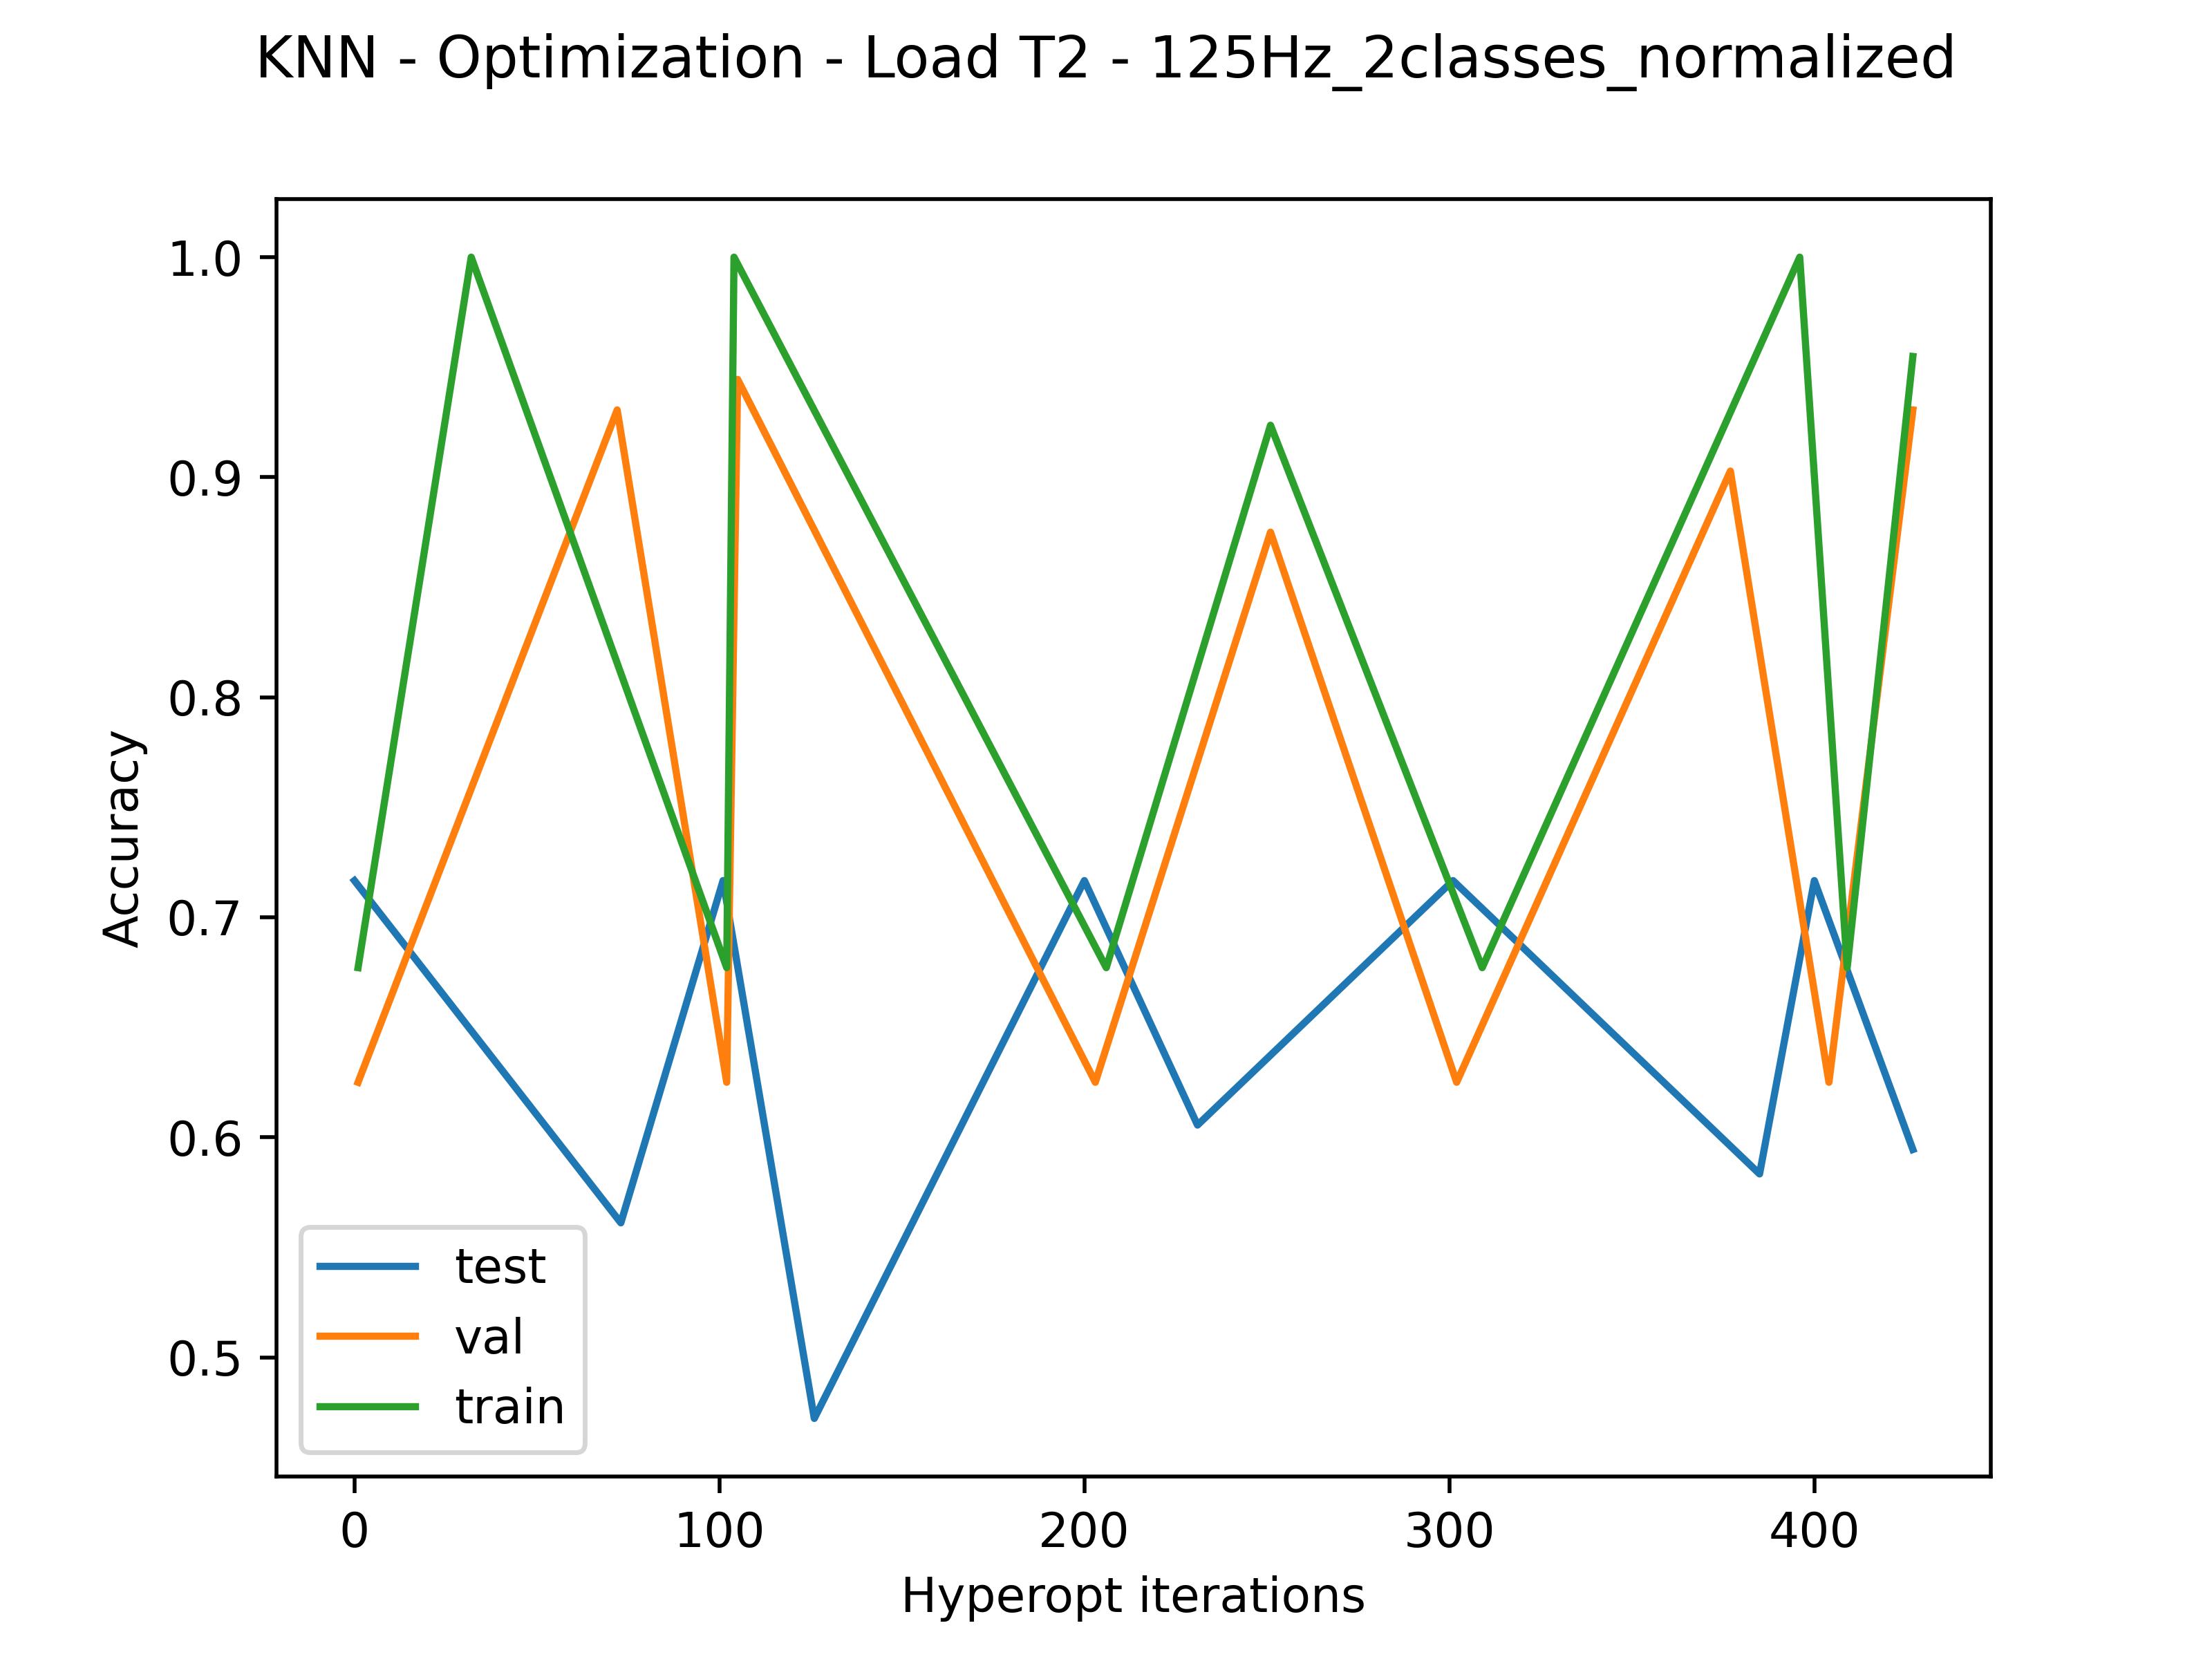 KNN - Optimization - Load T2 - 125Hz_2classes_normalized
1.0
0.9
0.8
0.7
0.6
0.5
Accuracy
test
val
train
0 100 200 300 400
Hyperopt iterations